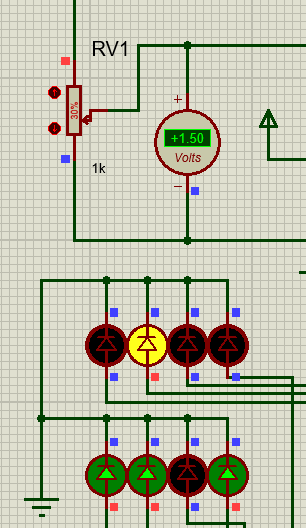 RV1
30%
+
+1.50
Volts
1k
−